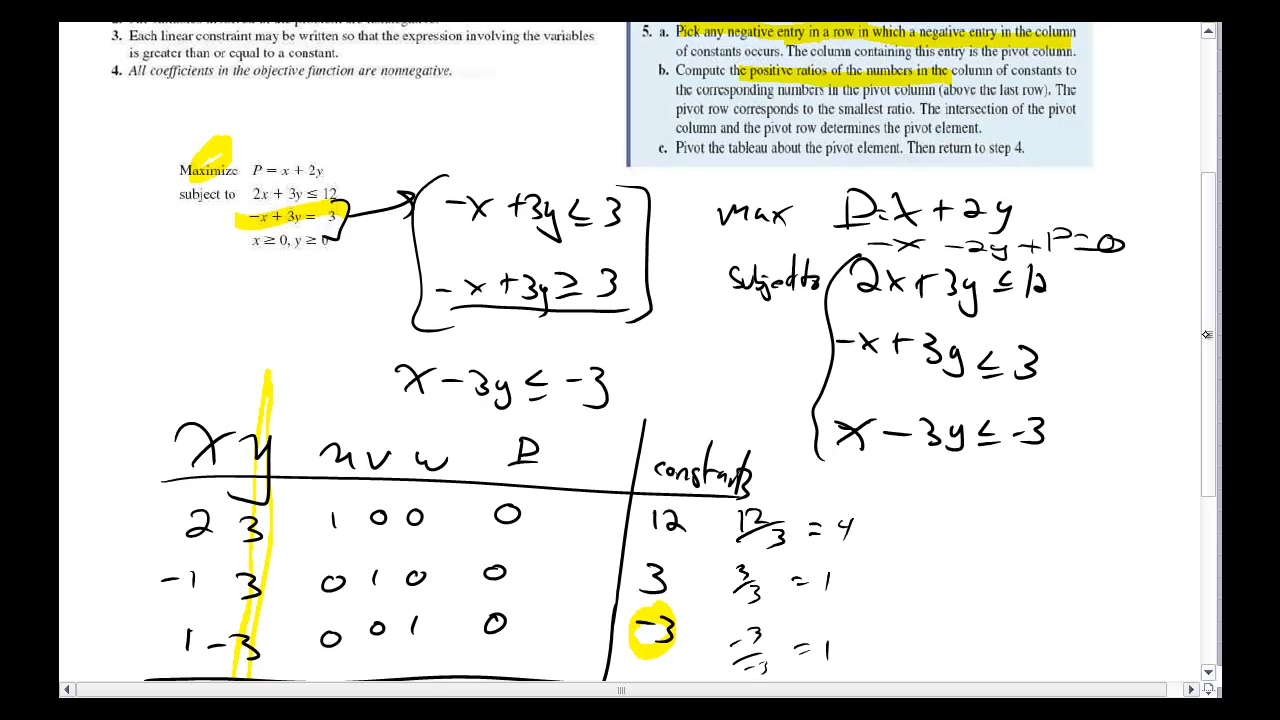 3. Each linear constraint may be written so that the expression involving the variables
is greater than or equal to a constant.
4. All coefficients in the objective function are nonnegative.
5. a. Pick any negative entry in a row in which a negative entry in the column
of constants occurs. The column containing this entry is the pivot column.
b. Compute the positive ratios of the numbers in the column of constants to
the corresponding numbers in the pivot column (above the last row). The
pivot row corresponds to the smallest ratio. The intersection of the pivot
column and the pivot row determines the pivot element.
c. Pivot the tableau about the pivot element. Then return to step 4.
Maximize P = x + 2y
subject to 2x + 3y ≤ 12
-x + 3y = 3
x ≥ 0, y ≥ 0
-x + 3y ≤ 3
-x + 3y ≥ 3
x - 3y ≤ -3
max P = x + 2y
-x - 2y + P = 0
Subject to 2x + 3y ≤ 12
-x + 3y ≤ 3
x - 3y ≤ -3
x y u v w P constants
2 3 1 0 0 0 12 12/3 = 4
-1 3 0 1 0 0 3 3/3 = 1
1 -3 0 0 1 0 -3 -3/-3 = 1